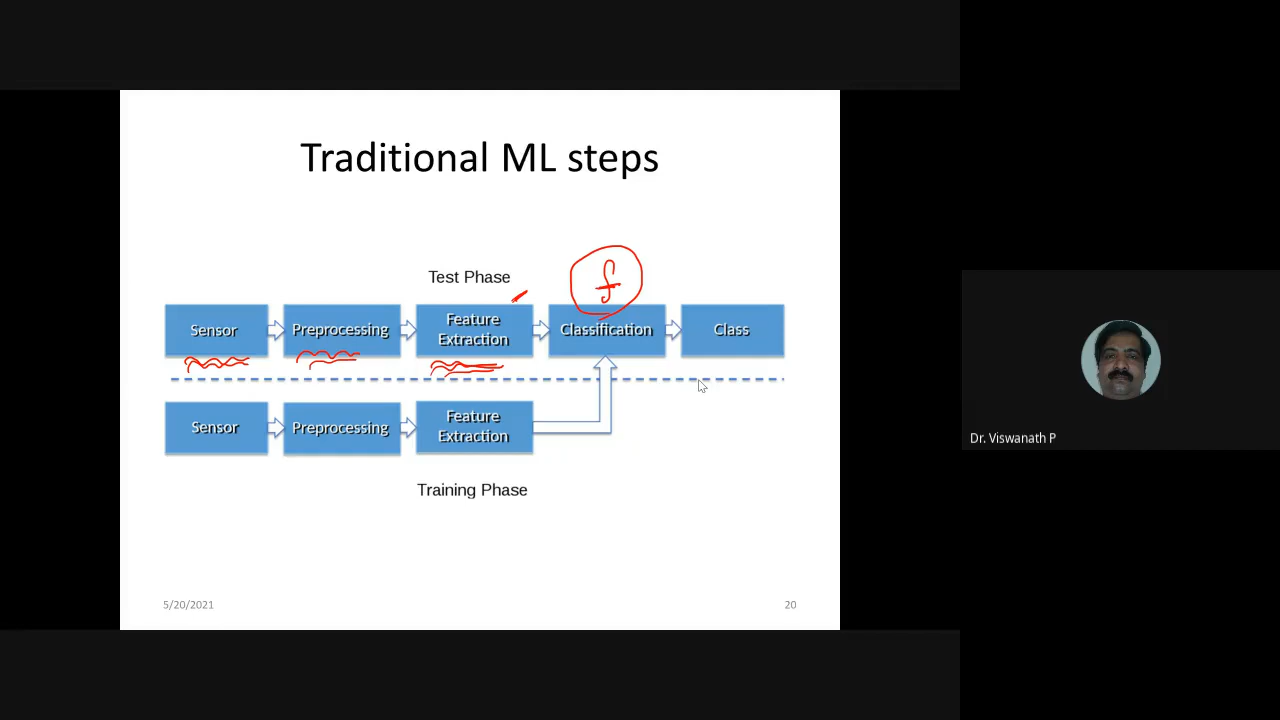 Traditional ML steps
f
Test Phase
Sensor
Preprocessing
Feature
Extraction
Classification
Class
Sensor
Preprocessing
Feature
Extraction
Training Phase
5/20/2021
20
Dr. Viswanath P